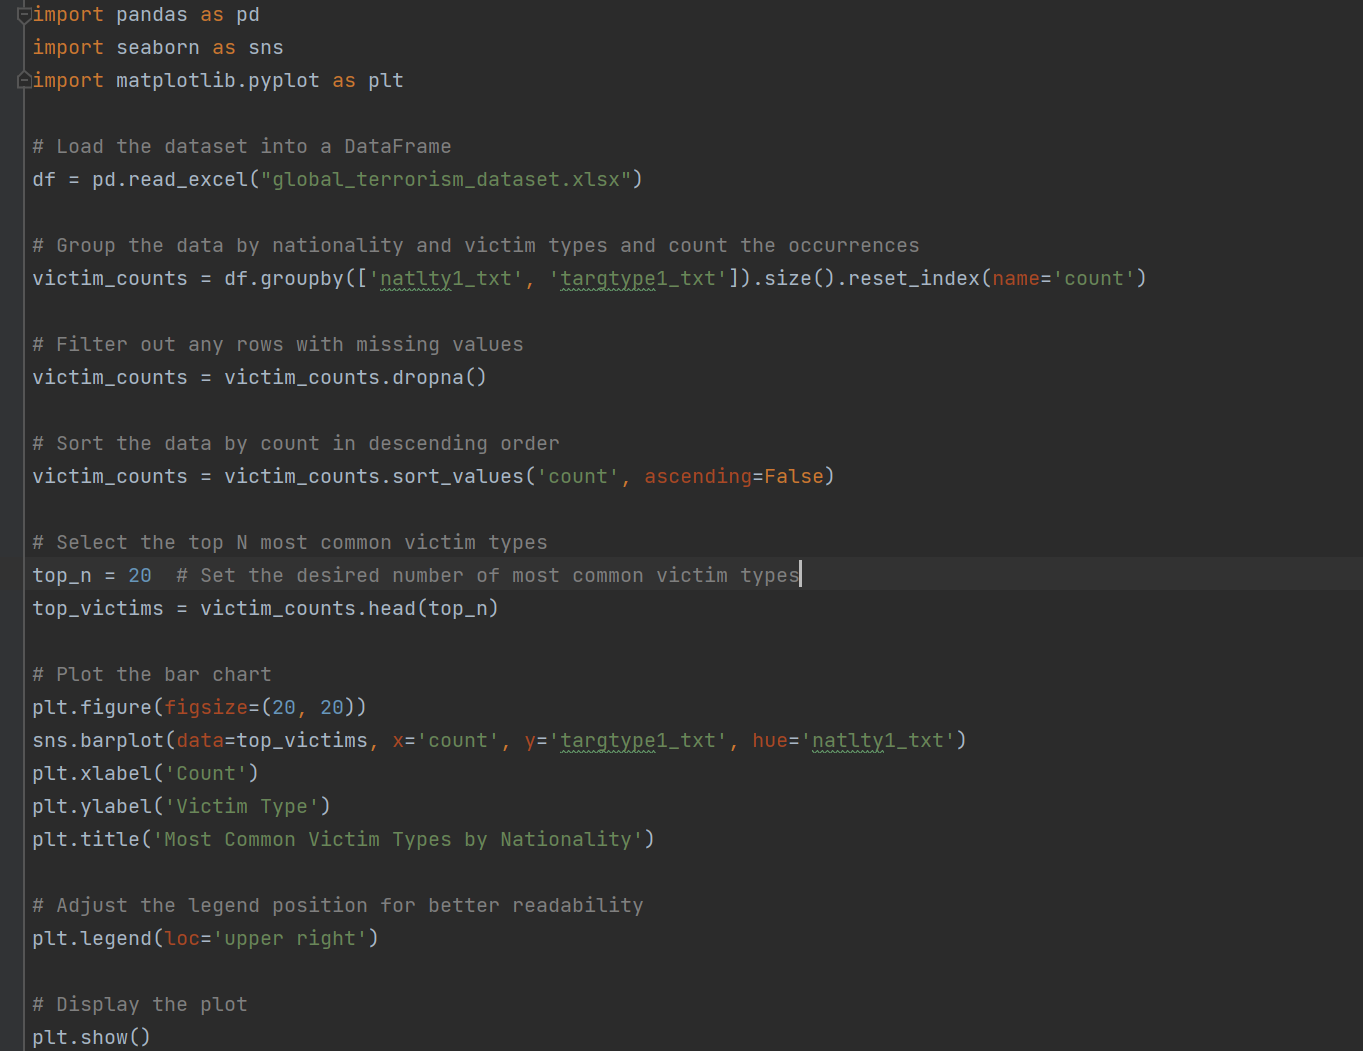 import pandas as pd
import seaborn as sns
import matplotlib.pyplot as plt
# Load the dataset into a DataFrame
df = pd.read_excel("global_terrorism_dataset.xlsx")
# Group the data by nationality and victim types and count the occurrences
victim_counts = df.groupby(['natlty1_txt', 'targtype1_txt']).size().reset_index(name='count')
# Filter out any rows with missing values
victim_counts = victim_counts.dropna()
# Sort the data by count in descending order
victim_counts = victim_counts.sort_values('count', ascending=False)
# Select the top N most common victim types
top_n = 20  # Set the desired number of most common victim types
top_victims = victim_counts.head(top_n)
# Plot the bar chart
plt.figure(figsize=(20, 20))
sns.barplot(data=top_victims, x='count', y='targtype1_txt', hue='natlty1_txt')
plt.xlabel('Count')
plt.ylabel('Victim Type')
plt.title('Most Common Victim Types by Nationality')
# Adjust the legend position for better readability
plt.legend(loc='upper right')
# Display the plot
plt.show()